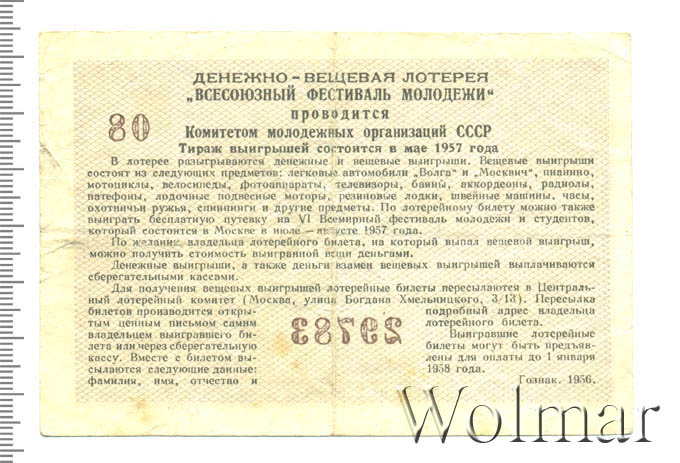 ДЕНЕЖНО-ВЕЩЕВАЯ ЛОТЕРЕЯ
„ВСЕСОЮЗНЫЙ ФЕСТИВАЛЬ МОЛОДЕЖИ“
проводится
80
Комитетом молодежных организаций СССР
Тираж выигрышей состоится в мае 1957 года
В лотерее разыгрываются денежные и вещевые выигрыши. Вещевые выигрыши
состоят из следующих предметов: легковые автомобили „Волга“ и „Москвич“, пианино,
мотоциклы, велосипеды, фотоаппараты, телевизоры, баяны, аккордеоны, радиолы,
патефоны, лодочные подвесные моторы, резиновые лодки, швейные машины, часы,
охотничьи ружья, спиннинги и другие предметы. По лотерейному билету можно также
выиграть бесплатную путевку на VI Всемирный фестиваль молодежи и студентов,
который состоится в Москве в июле—августе 1957 года.
По желанию владельца лотерейного билета, на который выпал вещевой выигрыш,
можно получить стоимость выигранной вещи деньгами.
Денежные выигрыши, а также деньги взамен вещевых выигрышей выплачиваются
сберегательными кассами.
Для получения вещевых выигрышей лотерейные билеты пересылаются в Централь-
ный лотерейный комитет (Москва, улица Богдана Хмельницкого, 3/13). Пересылка
билетов производится откры-
тым ценным письмом самим
владельцем выигравшего би-
лета или через сберегательную
кассу. Вместе с билетом вы-
сылаются следующие данные:
фамилия, имя, отчество и
29783
подробный адрес владельца
лотерейного билета.
Выигравшие лотерейные
билеты могут быть предъявле-
ны для оплаты до 1 января
1958 года.
Гознак. 1956.
Wolmar